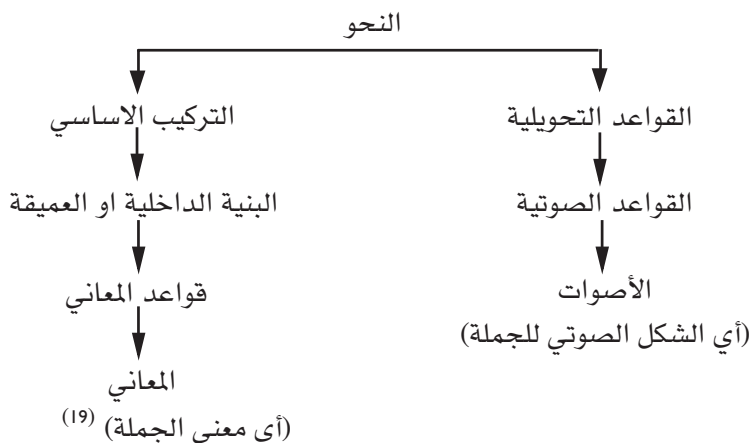 النحو
القواعد التحويلية
التركيب الاساسي
القواعد الصوتية
البنية الداخلية او العميقة
الأصوات
(أي الشكل الصوتي للجملة)
قواعد المعاني
المعاني
(أي معنى الجملة) (19)